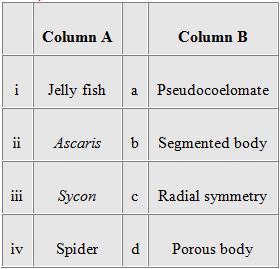 Column A Column B
i Jelly fish a Pseudocoelomate
ii Ascaris b Segmented body
iii Sycon c Radial symmetry
iv Spider d Porous body